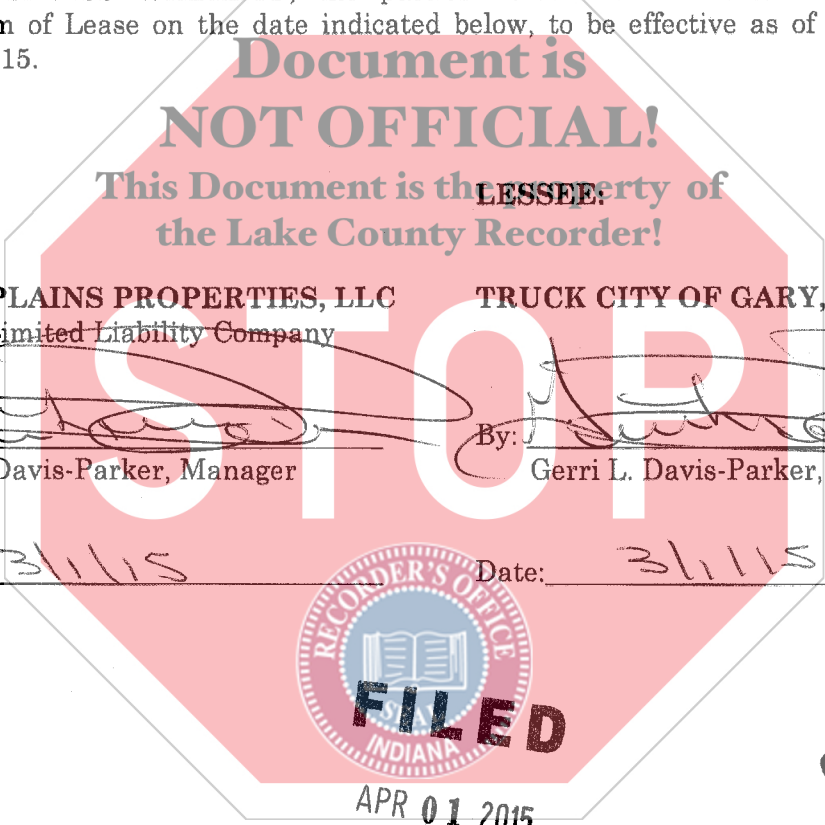 of Lease on the date indicated below, to be effective as of
15.
Document is
NOT OFFICIAL!
This Document is the property of
the Lake County Recorder!
LESSEE:
PLAINS PROPERTIES, LLC
imited Liability Company
Davis-Parker, Manager
3/1/15
TRUCK CITY OF GARY,
By:
Gerri L. Davis-Parker,
Date: 3/1/15
STOP
RECORDER'S OFFICE
SEAL
INDIANA
FILED
APR 01 2015